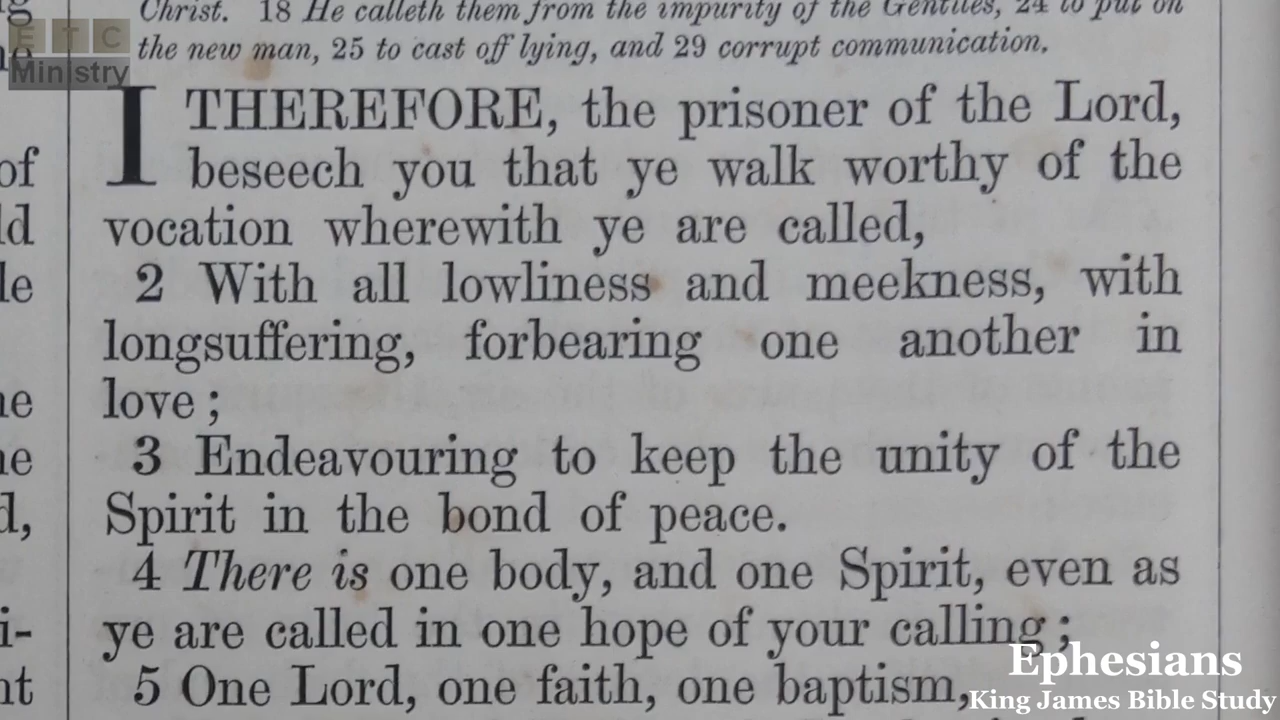 Christ. 18 He calleth them from the impurity of the Gentiles, 24 to put on
the new man, 25 to cast off lying, and 29 corrupt communication.
I THEREFORE, the prisoner of the Lord,
beseech you that ye walk worthy of the
vocation wherewith ye are called,
2 With all lowliness and meekness, with
longsuffering, forbearing one another in
love;
3 Endeavouring to keep the unity of the
Spirit in the bond of peace.
4 There is one body, and one Spirit, even as
ye are called in one hope of your calling;
5 One Lord, one faith, one baptism,
of
ld
le
d,
i-
nt
ETC
Ministry
Ephesians
King James Bible Study